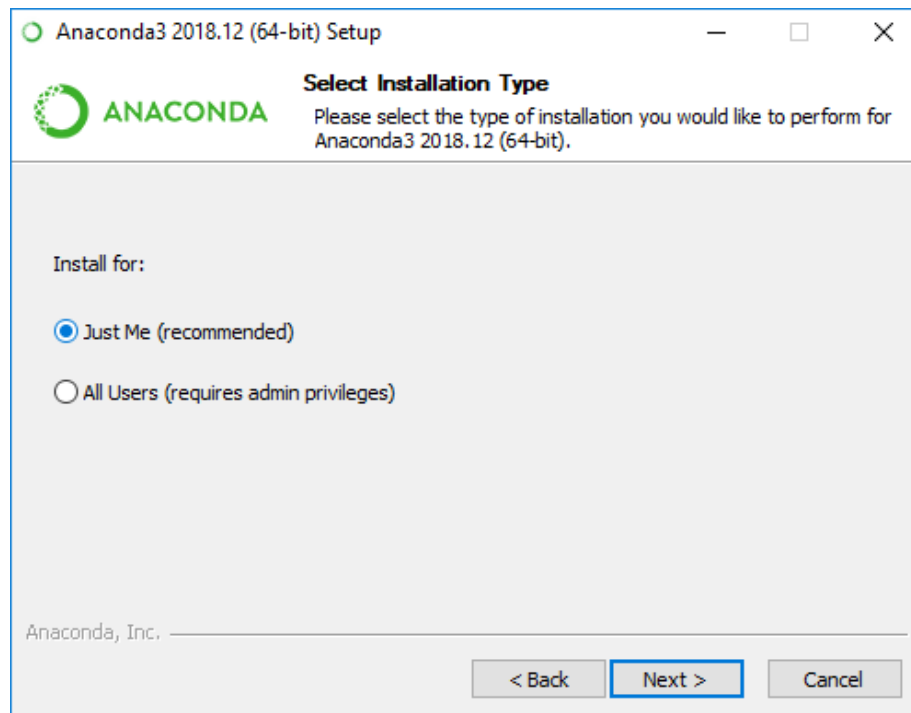 Anaconda3 2018.12 (64-bit) Setup
ANACONDA
Select Installation Type
Please select the type of installation you would like to perform for
Anaconda3 2018.12 (64-bit).
Install for:
Just Me (recommended)
All Users (requires admin privileges)
Anaconda, Inc.
< Back
Next >
Cancel